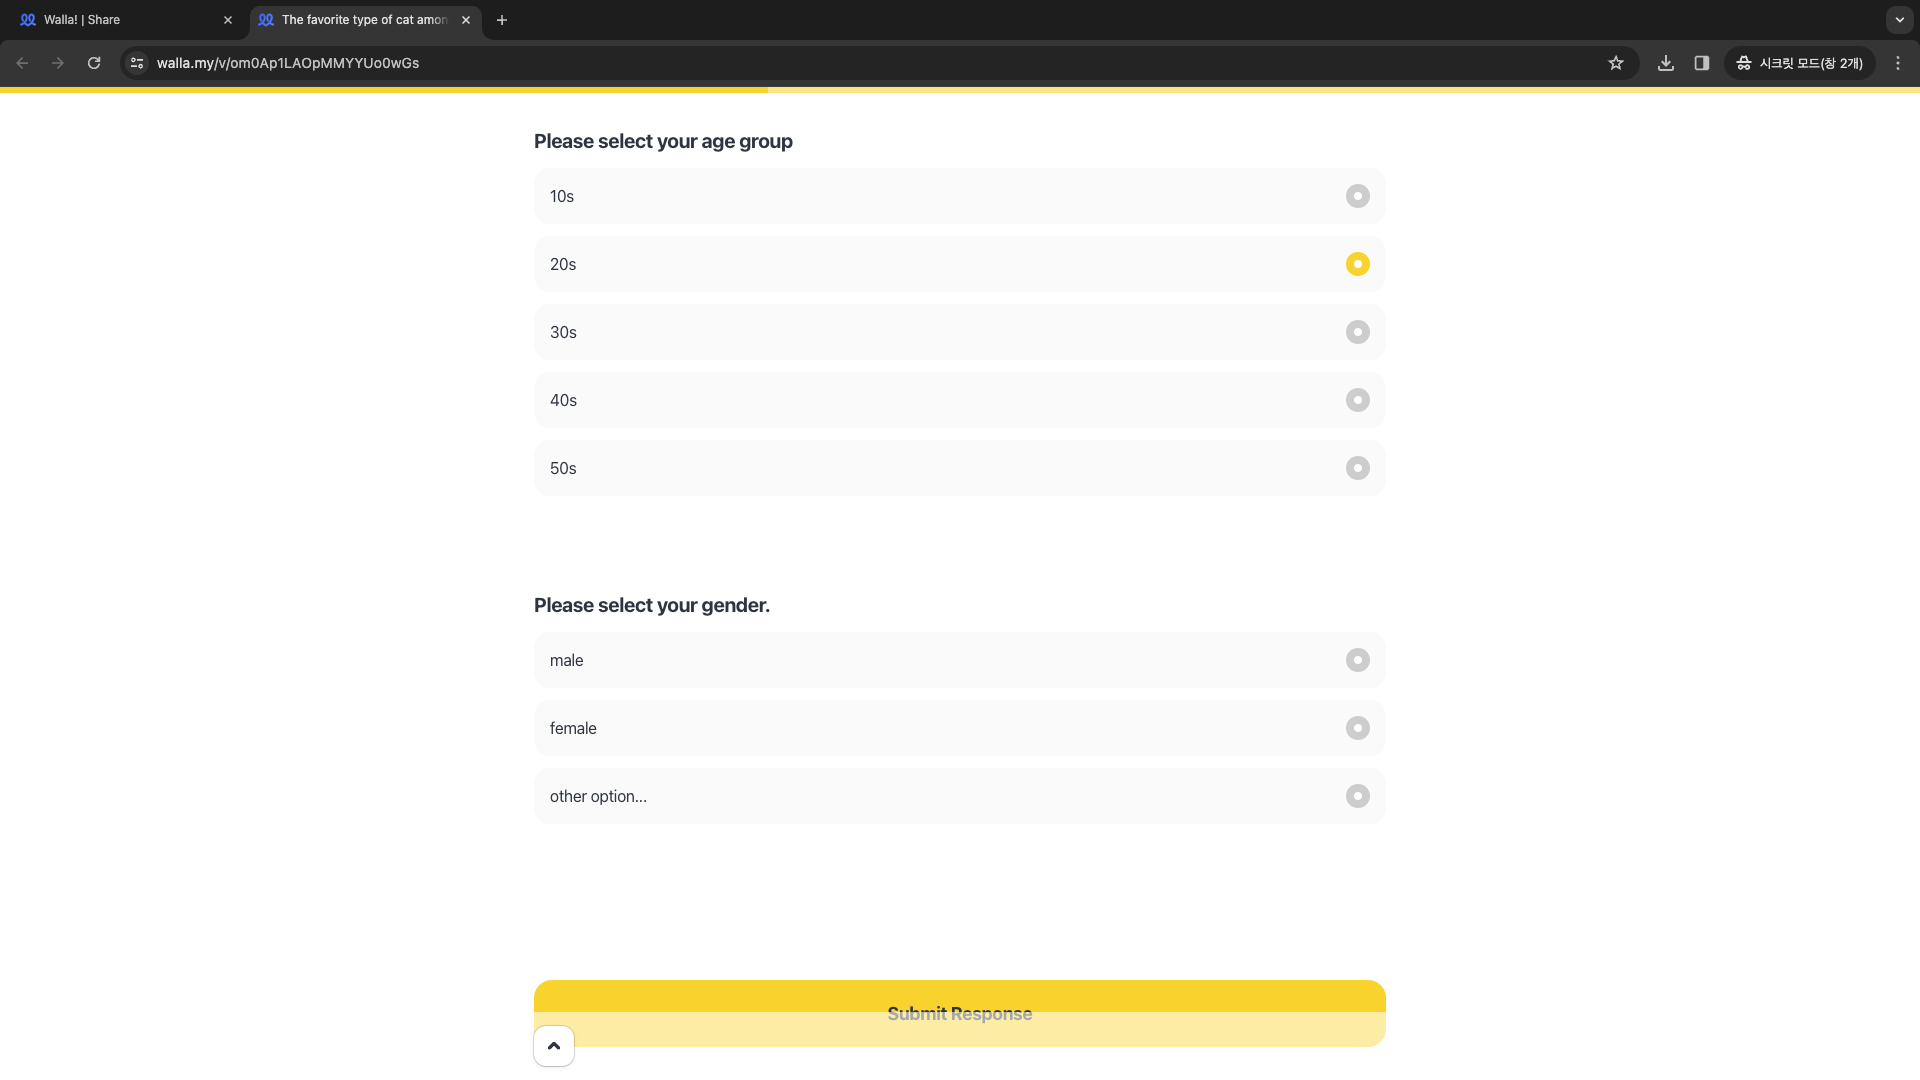 Walla! | Share
The favorite type of cat amon
walla.my/v/om0Ap1LAOpMMYYUo0wGs
시크릿 모드(창 2개)
Please select your age group
10s
20s
30s
40s
50s
Please select your gender.
male
female
other option...
Submit Response